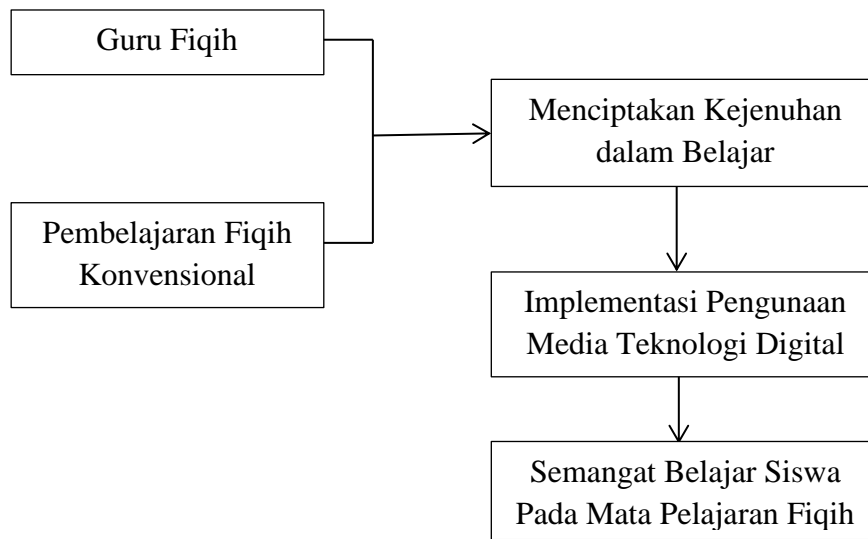 Guru Fiqih
Menciptakan Kejenuhan
dalam Belajar
Pembelajaran Fiqih
Konvensional
Implementasi Pengunaan
Media Teknologi Digital
Semangat Belajar Siswa
Pada Mata Pelajaran Fiqih